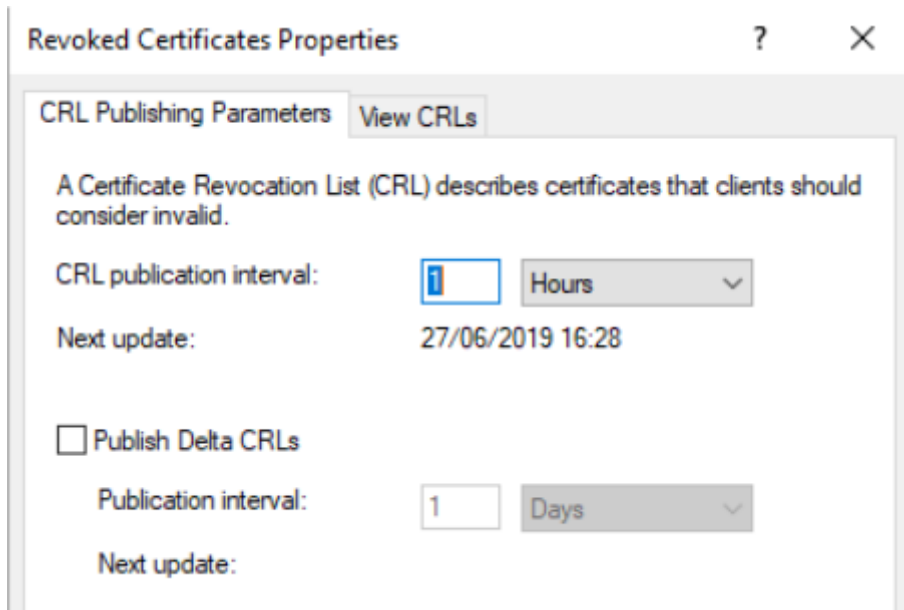 Revoked Certificates Properties ? ×
CRL Publishing Parameters View CRLs
A Certificate Revocation List (CRL) describes certificates that clients should
consider invalid.
CRL publication interval: 1 Hours
Next update: 27/06/2019 16:28
Publish Delta CRLs
Publication interval: 1 Days
Next update: